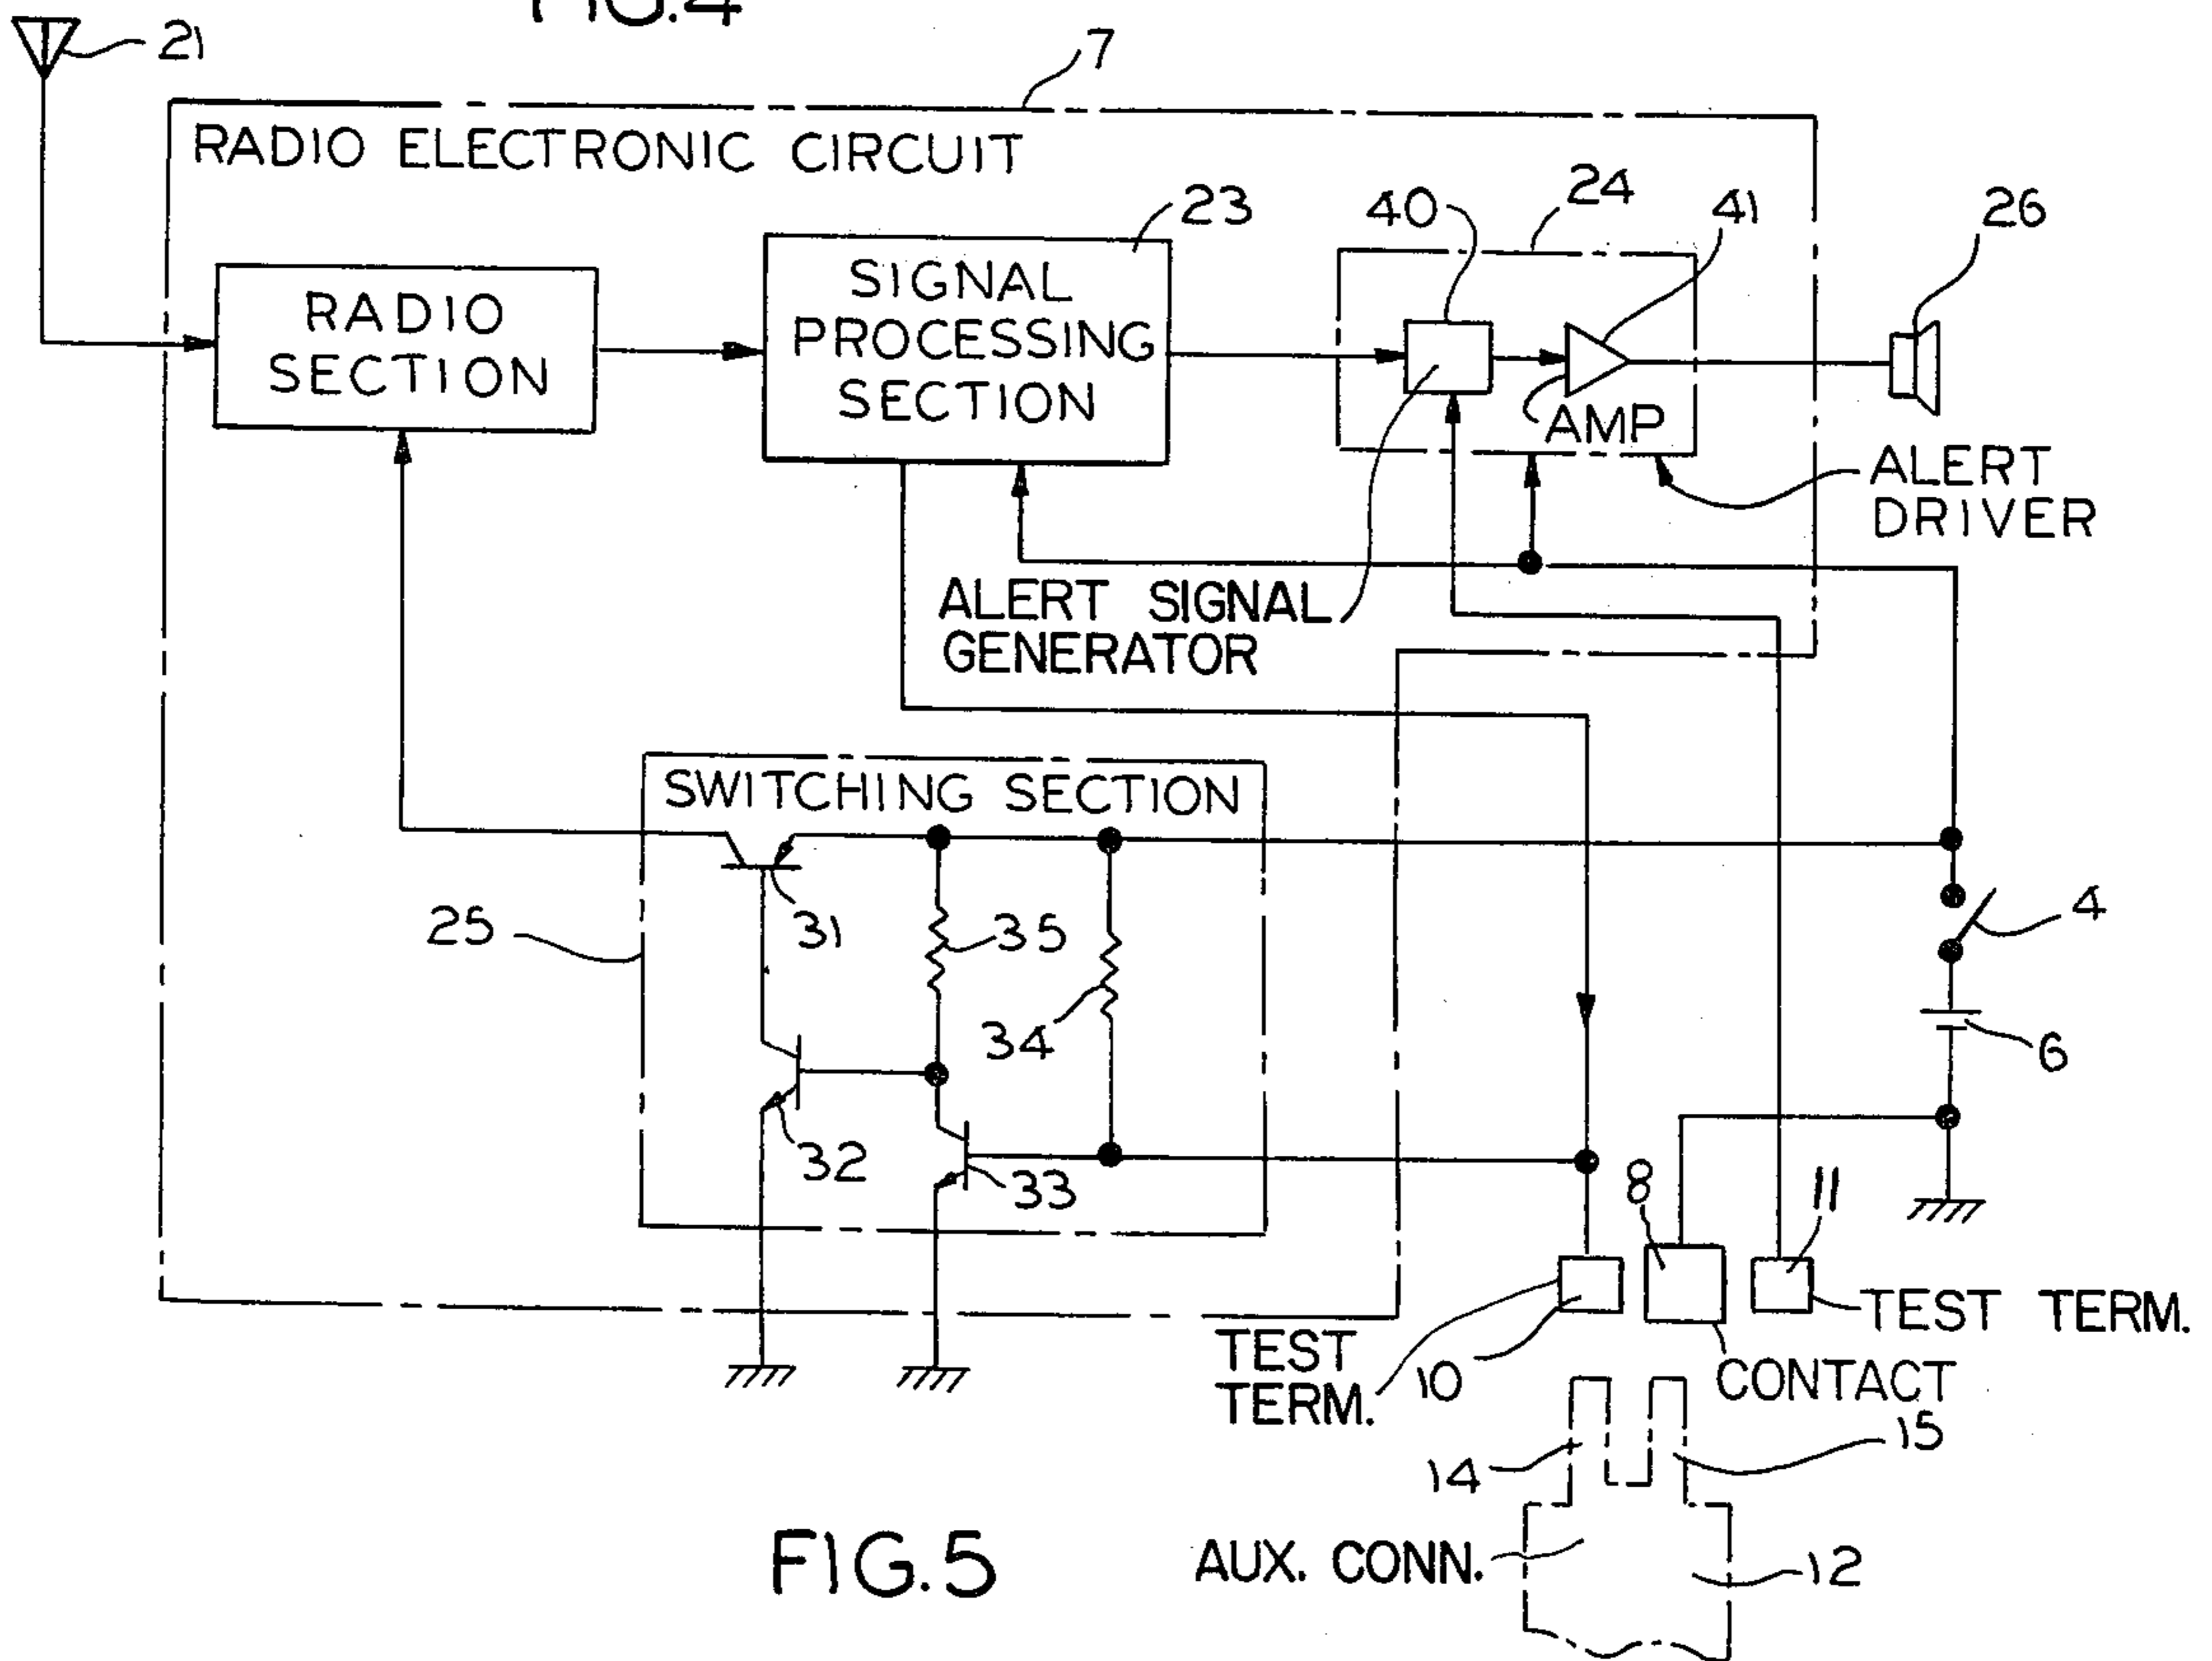 FIG.4
21
7
RADIO ELECTRONIC CIRCUIT
23
40
24
41
26
RADIO
SECTION
SIGNAL
PROCESSING
SECTION
AMP
ALERT
DRIVER
ALERT SIGNAL
GENERATOR
SWITCHING SECTION
25
31
35
34
4
6
32
33
8
11
TEST TERM.
TEST
TERM.
10
CONTACT
14
15
AUX. CONN.
12
FIG.5